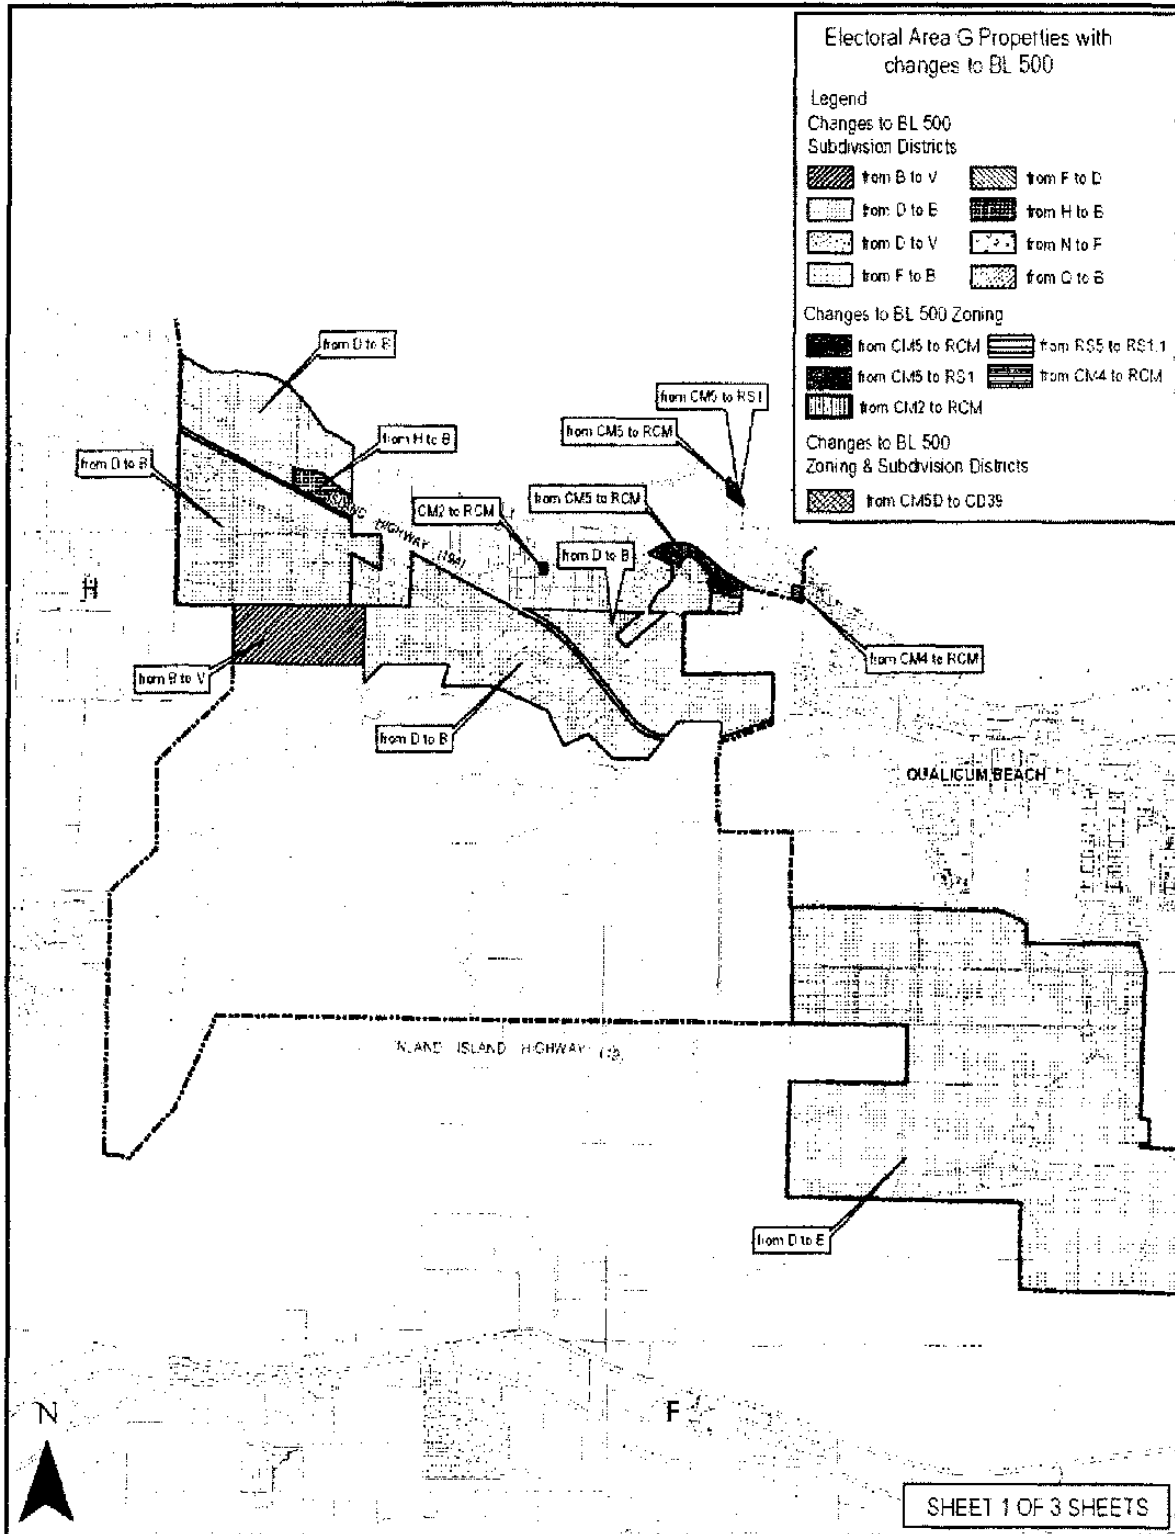 Electoral Area G Properties with
changes to BL 500
Legend
Changes to BL 500
Subdivision Districts
from B to V
from F to D
from D to B
from H to B
from D to V
from N to F
from F to B
from Q to B
Changes to BL 500 Zoning
from CM5 to RCM
from RS5 to RS1.1
from CM5 to RS1
from CM4 to RCM
from CM2 to RCM
Changes to BL 500
Zoning & Subdivision Districts
from CM5D to CD39
from D to B
from CM5 to RS1
from CM5 to RCM
from H to B
from D to B
from CM5 to RCM
CM2 to RCM
ISLAND HIGHWAY (19A)
from D to B
H
from CM4 to RCM
from B to V
from D to B
QUALICUM BEACH
INLAND ISLAND HIGHWAY (19)
from D to B
N
F
SHEET 1 OF 3 SHEETS